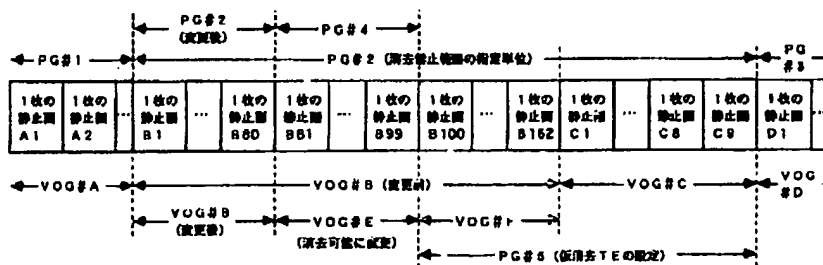 PG#2 PG#4
(変更後)
PG#1 PG#2 (消去禁止範囲の指定単位) PG
#3
1枚の 1枚の 1枚の 1枚の 1枚の 1枚の 1枚の 1枚の 1枚の 1枚の 1枚の 1枚の
静止画 静止画 … 静止画 … 静止画 静止画 … 静止画 静止画 … 静止画 静止画 … 静止画 静止画 静止画 …
A1 A2 B1 B80 B81 B99 B100 B162 C1 C8 C9 D1
VOG#A VOG#B (変更前) VOG#C VOG
#D
VOG#B VOG#E VOG#F
(変更後) (消去可能に変更)
PG#5 (仮消去TEの設定)